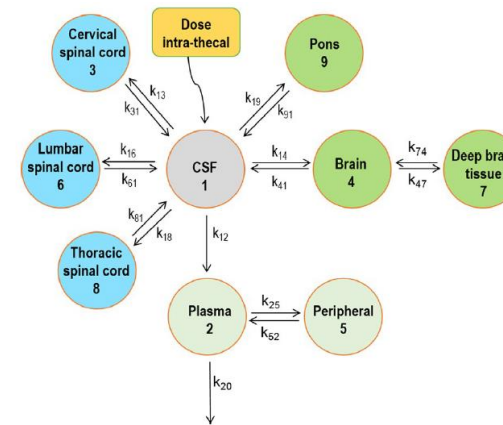 Cervical
spinal cord
3
Dose
intra-thecal
Pons
9
k13
k31
k19
k91
Lumbar
spinal cord
6
k16
k61
CSF
1
k14
k41
Brain
4
k74
k47
Deep brain
tissue
7
k81
k18
Thoracic
spinal cord
8
k12
Plasma
2
k25
k52
Peripheral
5
k20